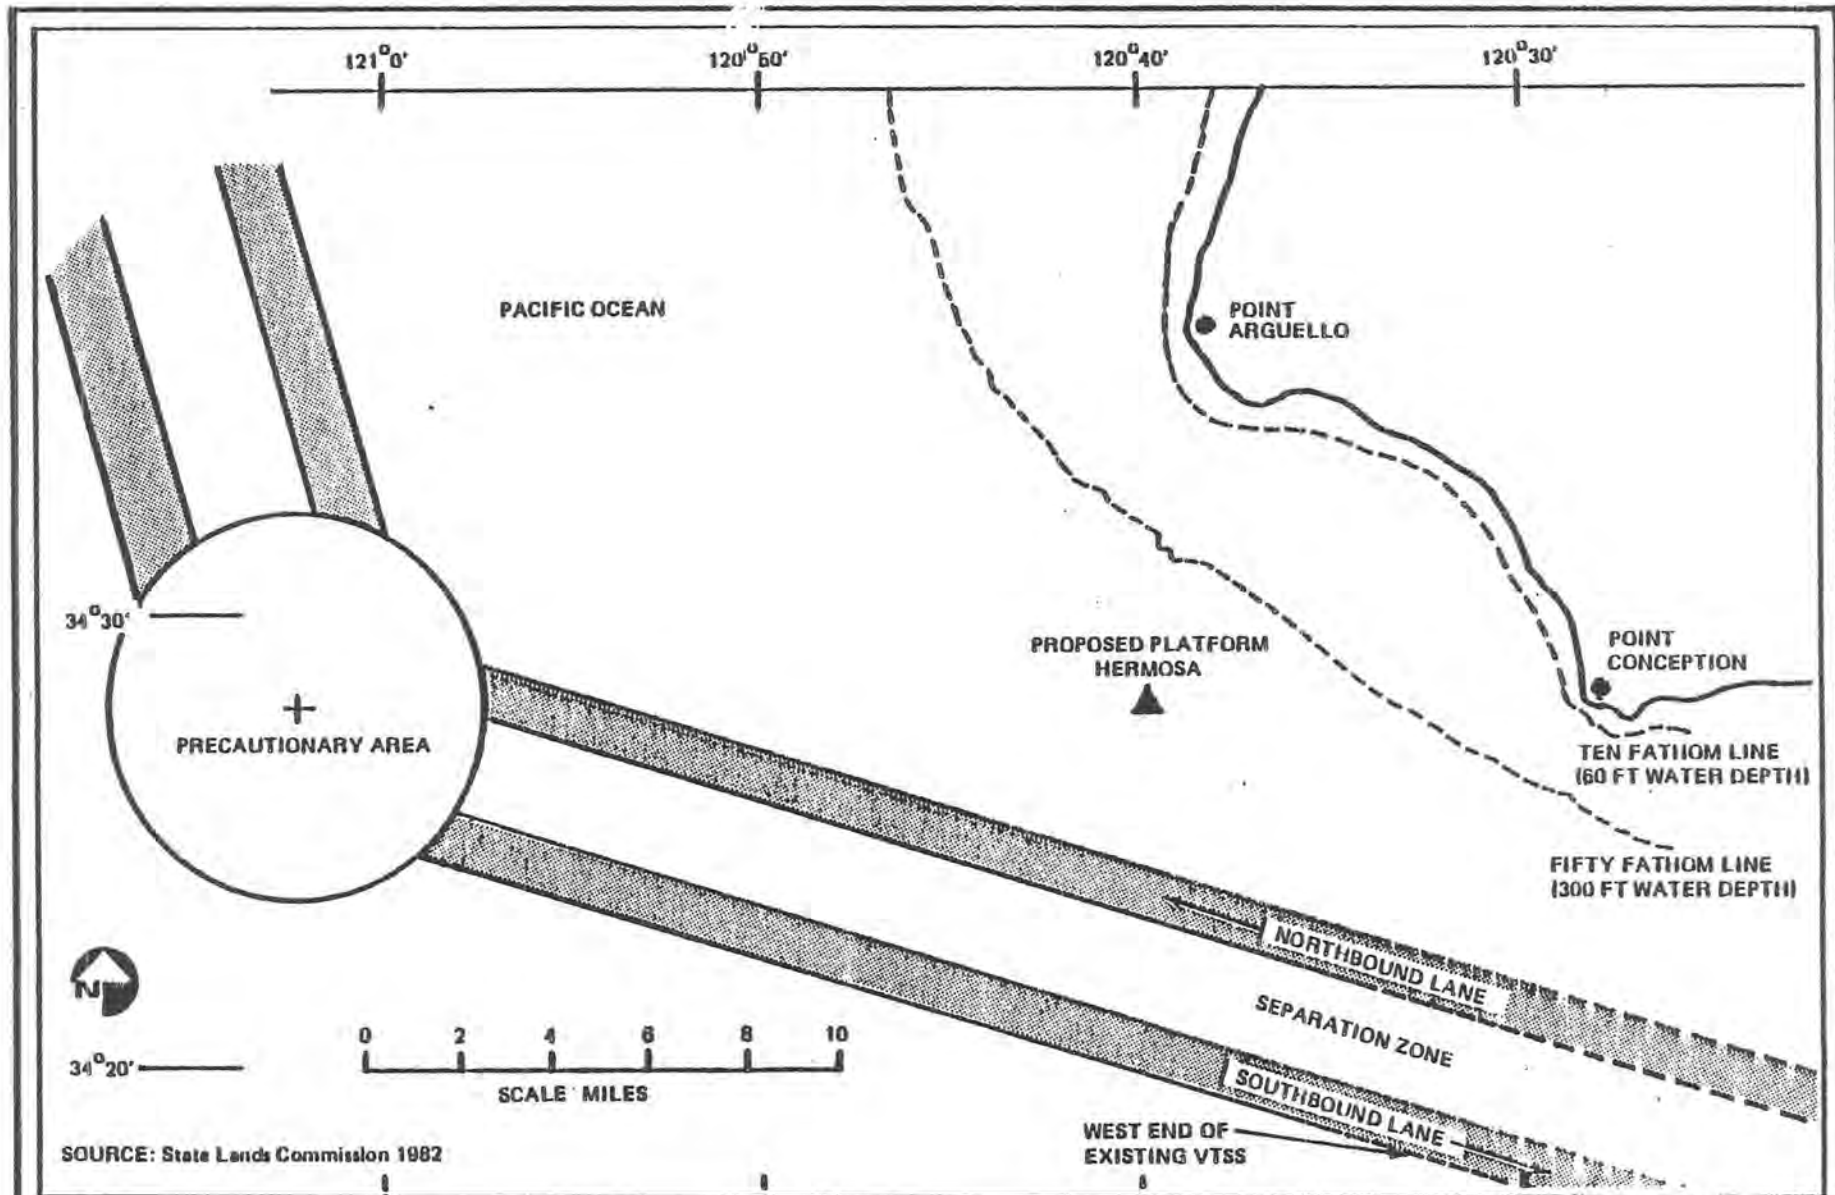 121°0'
120°50'
120°40'
120°30'
PACIFIC OCEAN
POINT
ARGUELLO
34°30'
PROPOSED PLATFORM
HERMOSA
POINT
CONCEPTION
PRECAUTIONARY AREA
TEN FATHOM LINE
(60 FT WATER DEPTH)
FIFTY FATHOM LINE
(300 FT WATER DEPTH)
NORTHBOUND LANE
SEPARATION ZONE
N
0 2 4 6 8 10
34°20'
SCALE MILES
SOUTHBOUND LANE
WEST END OF
EXISTING VTSS
SOURCE: State Lands Commission 1982